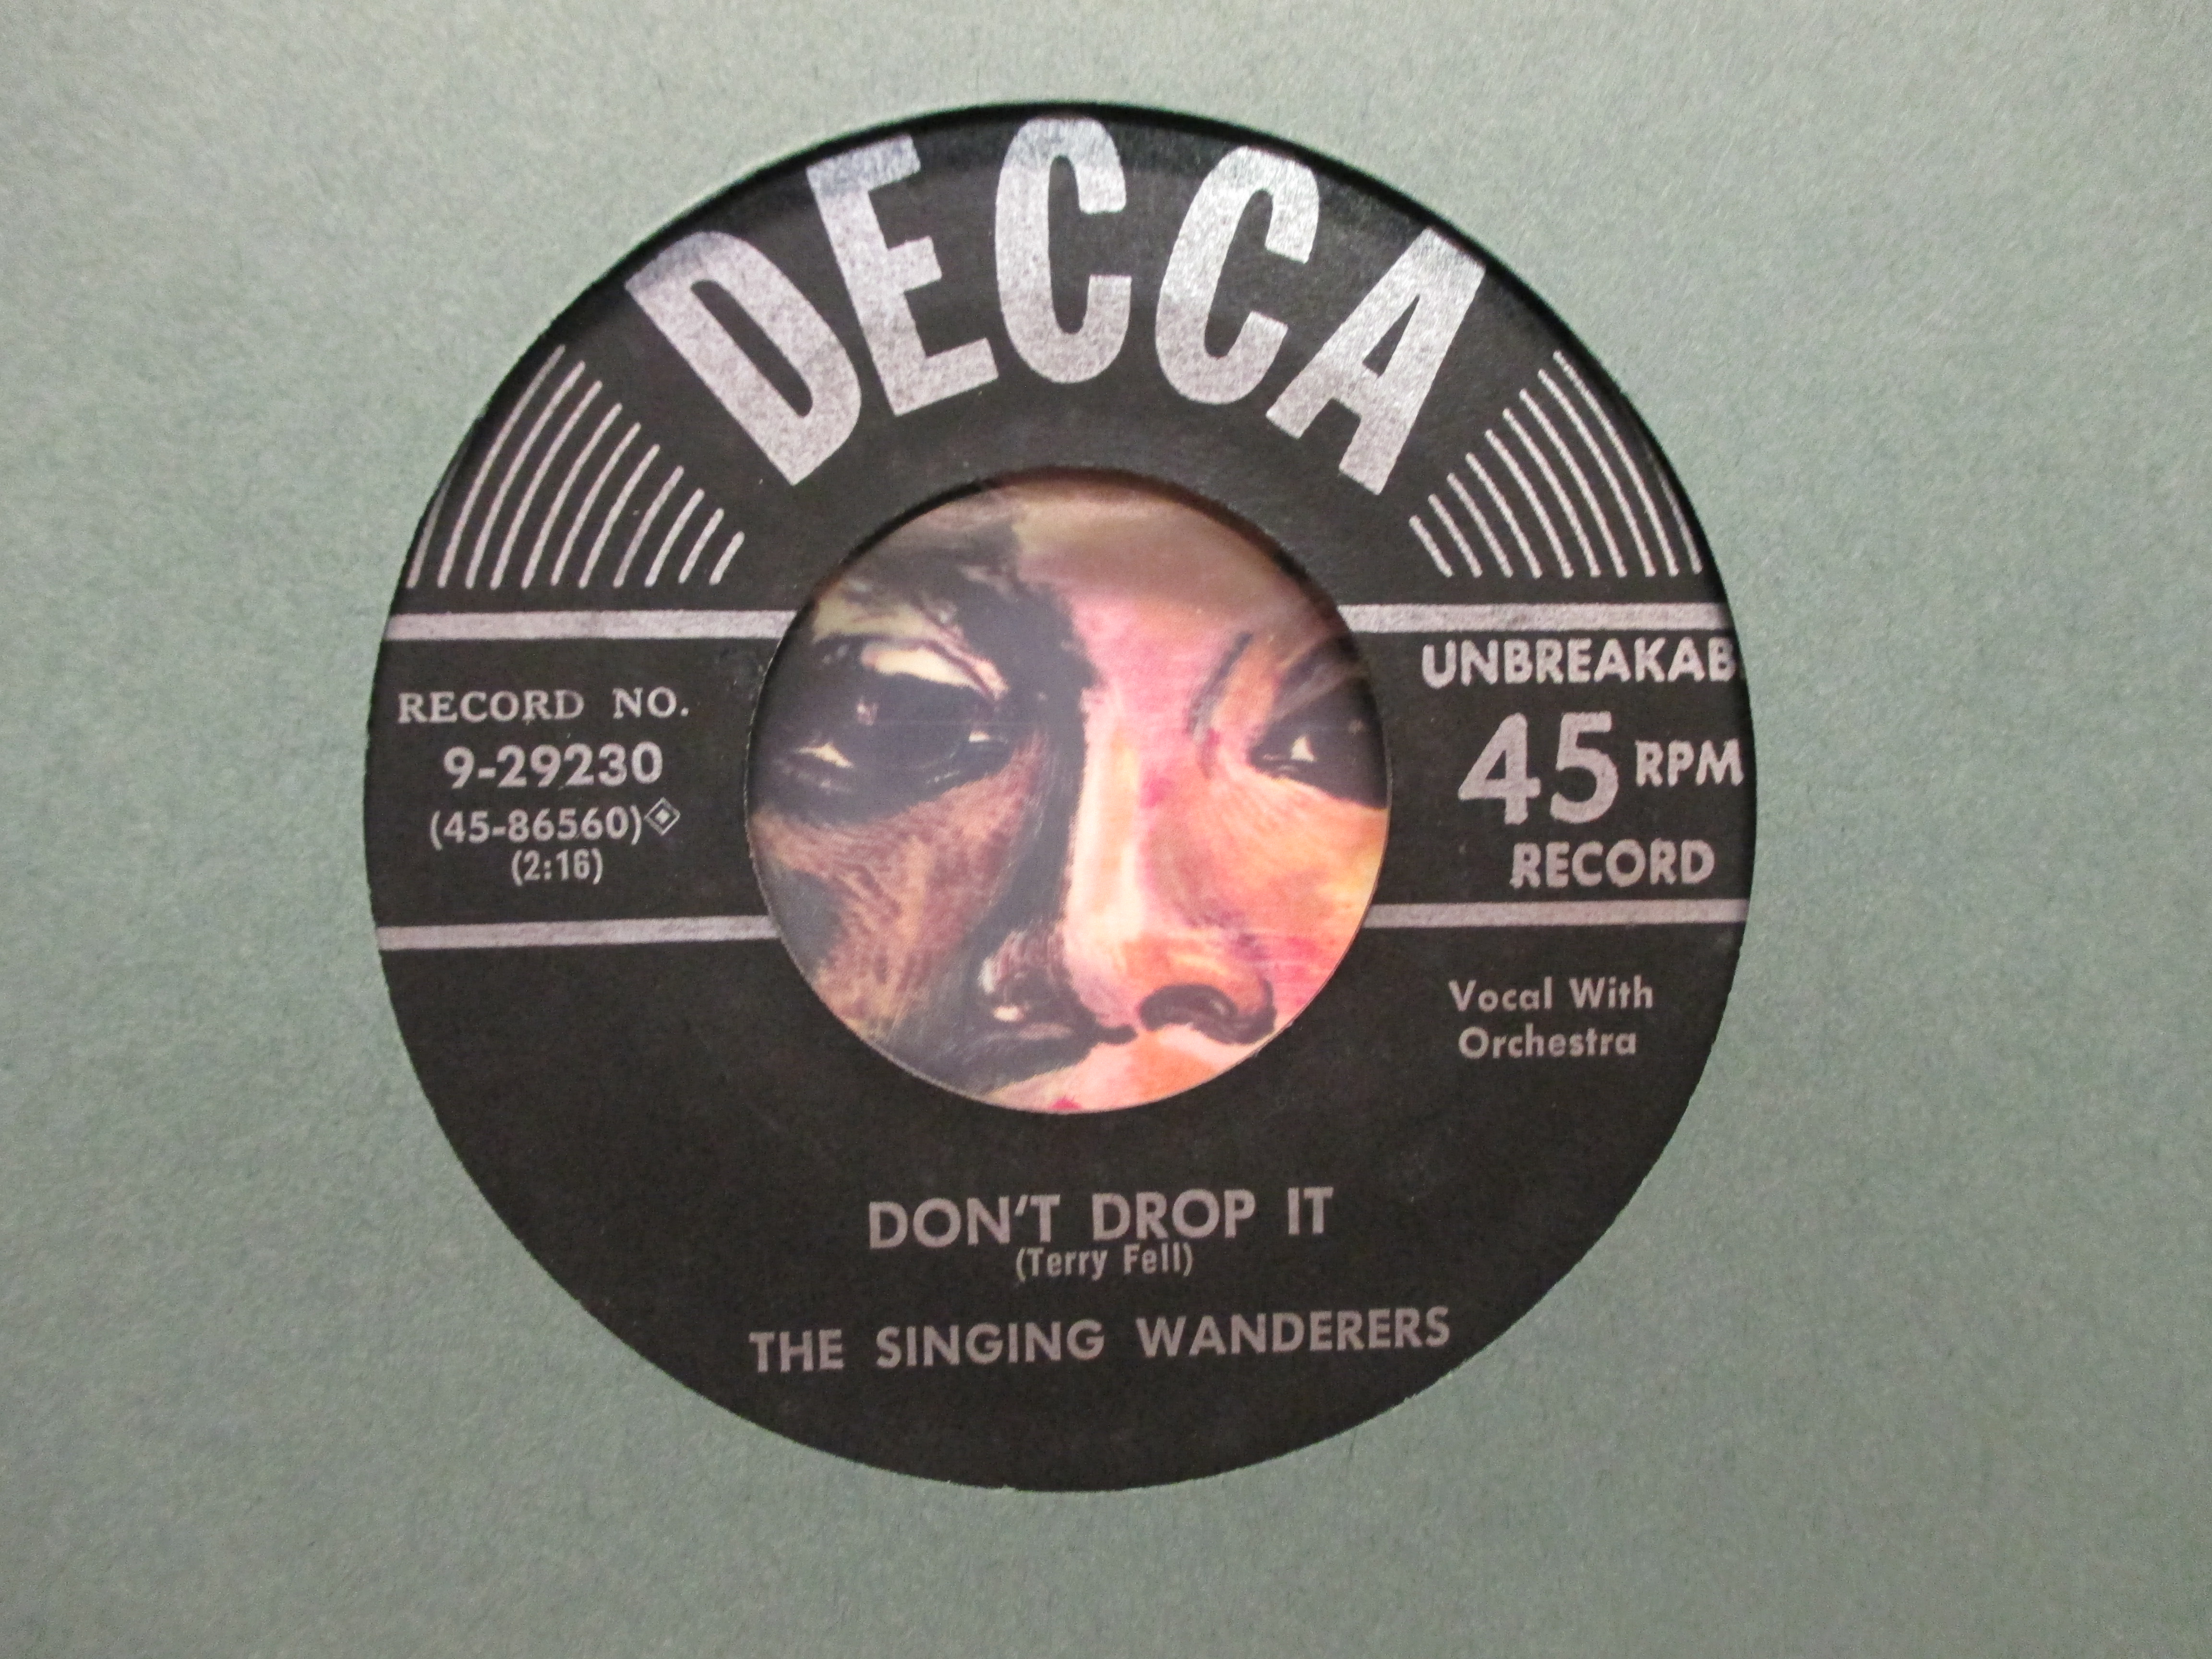 DECCA
RECORD NO.
9-29230
(45-86560)
(2:16)
UNBREAKAB
45 RPM
RECORD
Vocal With
Orchestra
DON'T DROP IT
(Terry Fell)
THE SINGING WANDERERS